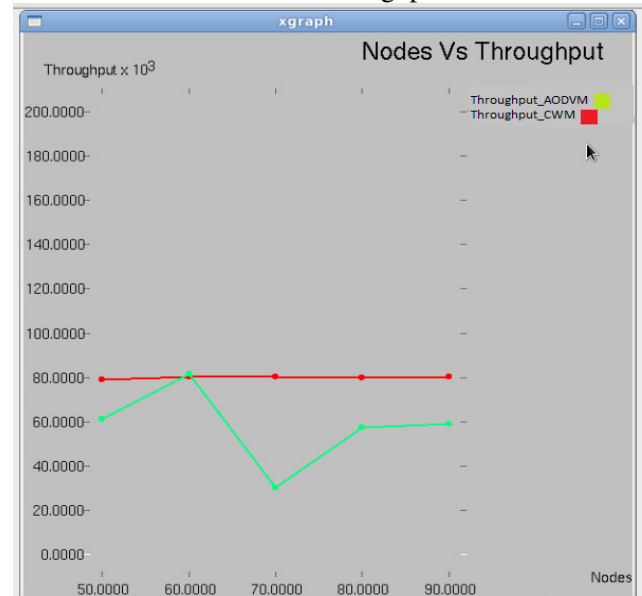 xgraph
Nodes Vs Throughput
Throughput x 10³
Throughput_AODVM
Throughput_CWM
200.0000
180.0000
160.0000
140.0000
120.0000
100.0000
80.0000
60.0000
40.0000
20.0000
0.0000
Nodes
50.0000 60.0000 70.0000 80.0000 90.0000